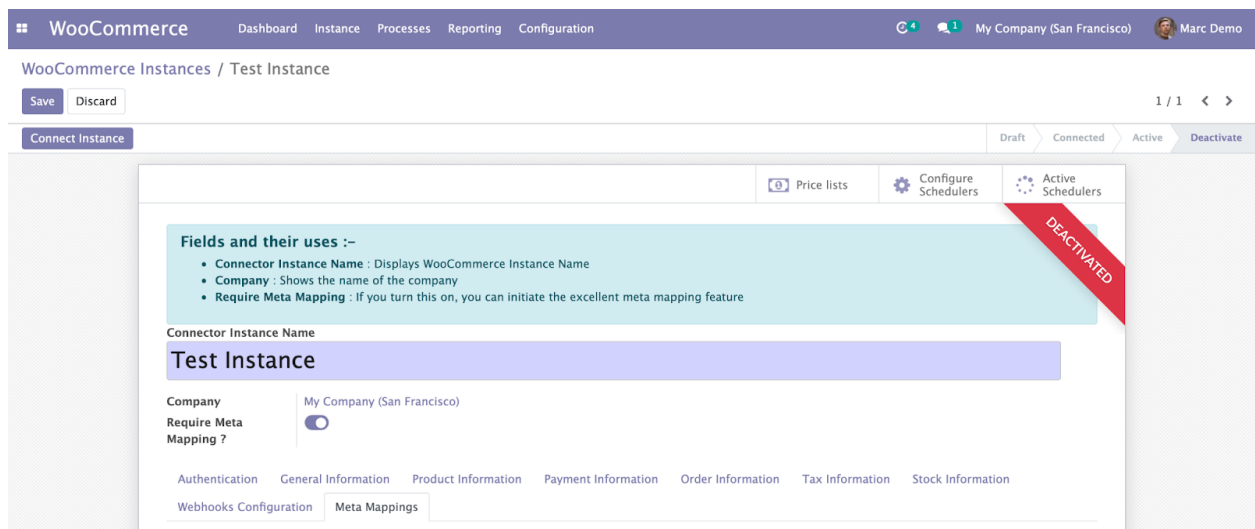 WooCommerce Dashboard Instance Processes Reporting Configuration 4 1 My Company (San Francisco) Marc Demo
WooCommerce Instances / Test Instance
Save Discard 1 / 1
Connect Instance Draft Connected Active Deactivate
Price lists Configure Schedulers Active Schedulers
DEACTIVATED
Fields and their uses :-
• Connector Instance Name : Displays WooCommerce Instance Name
• Company : Shows the name of the company
• Require Meta Mapping : If you turn this on, you can initiate the excellent meta mapping feature
Connector Instance Name
Test Instance
Company My Company (San Francisco)
Require Meta
Mapping ?
Authentication General Information Product Information Payment Information Order Information Tax Information Stock Information
Webhooks Configuration Meta Mappings